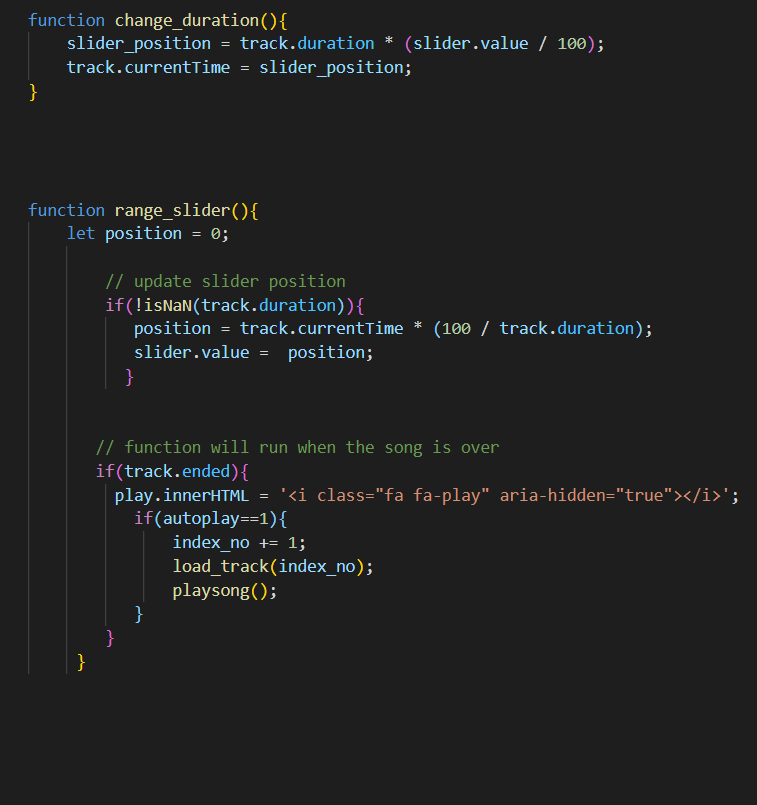 function change_duration(){
slider_position = track.duration * (slider.value / 100);
track.currentTime = slider_position;
}
function range_slider(){
let position = 0;
// update slider position
if(!isNaN(track.duration)){
position = track.currentTime * (100 / track.duration);
slider.value =  position;
}
// function will run when the song is over
if(track.ended){
play.innerHTML = '<i class="fa fa-play" aria-hidden="true"></i>';
if(autoplay==1){
index_no += 1;
load_track(index_no);
playsong();
}
}
}